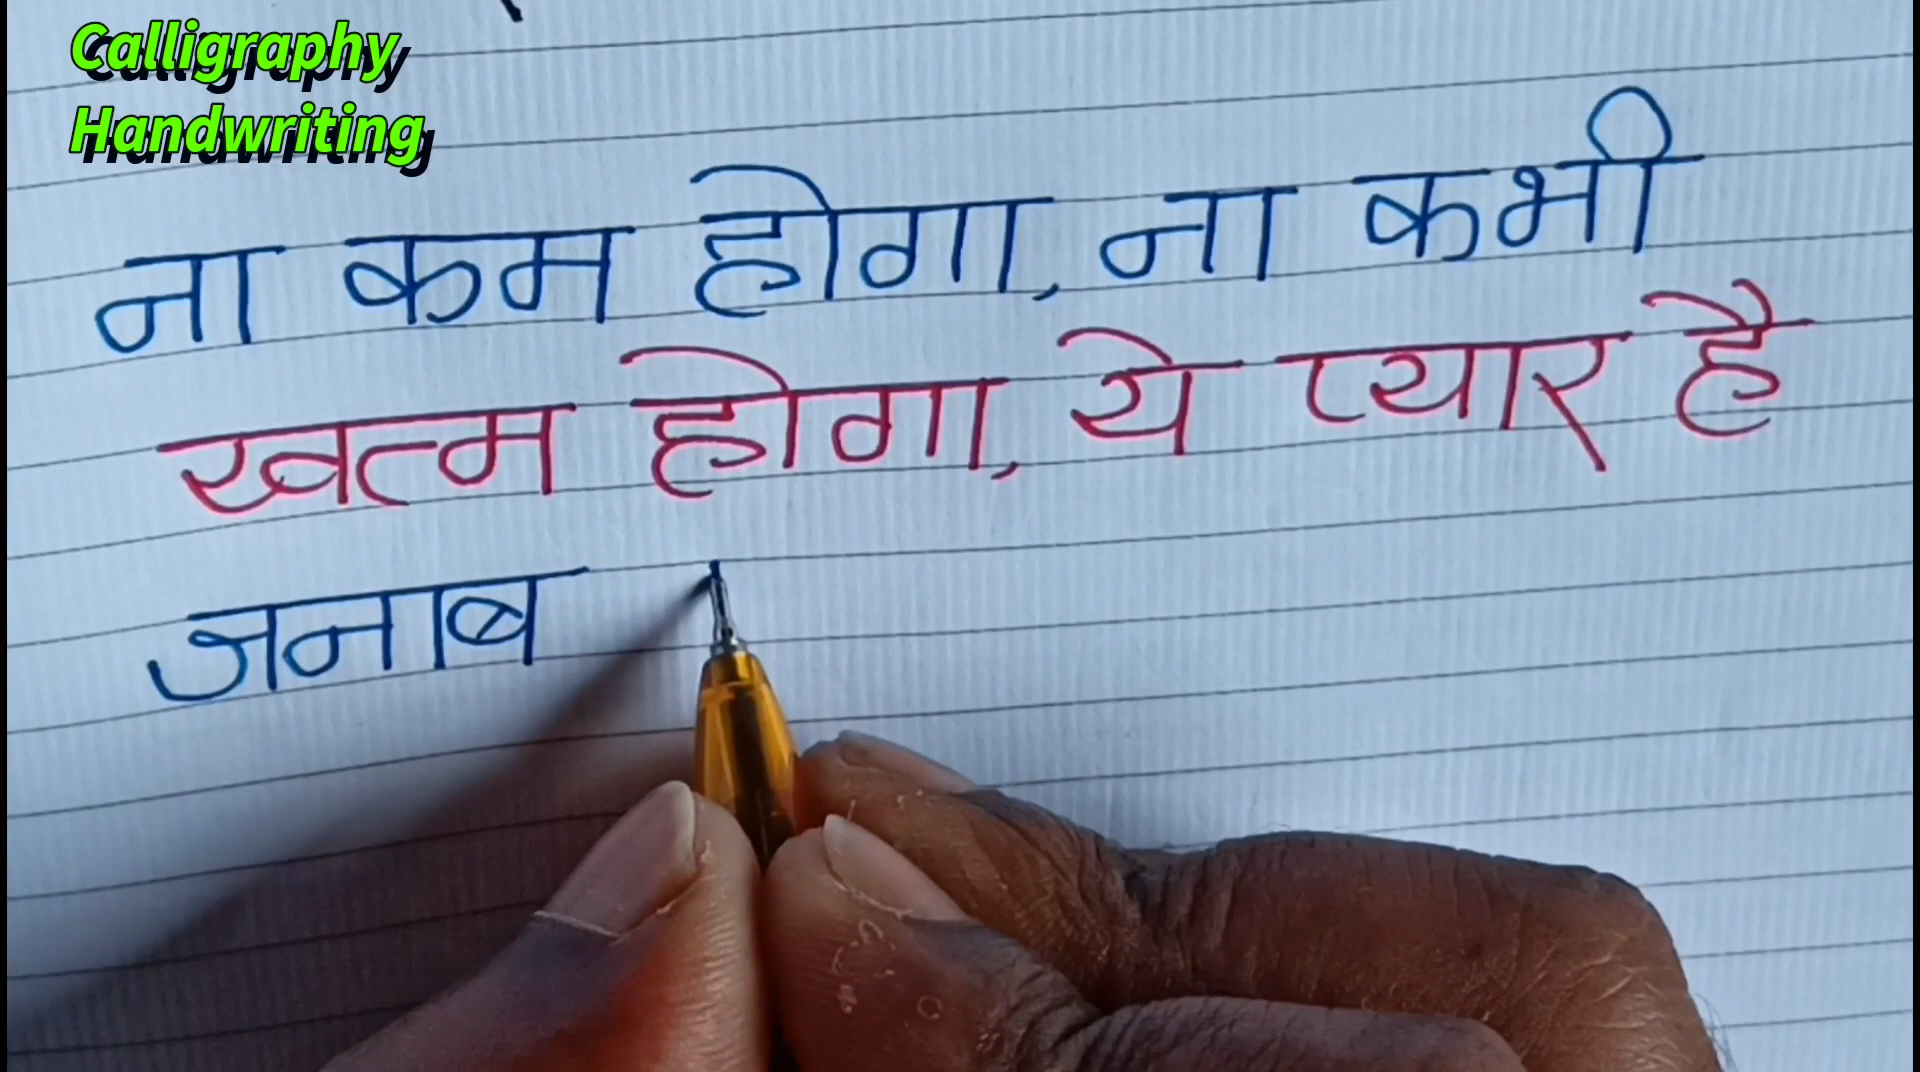 Calligraphy
Handwriting
ना कम होगा, ना कभी
खत्म होगा, ये प्यार है
जनाब